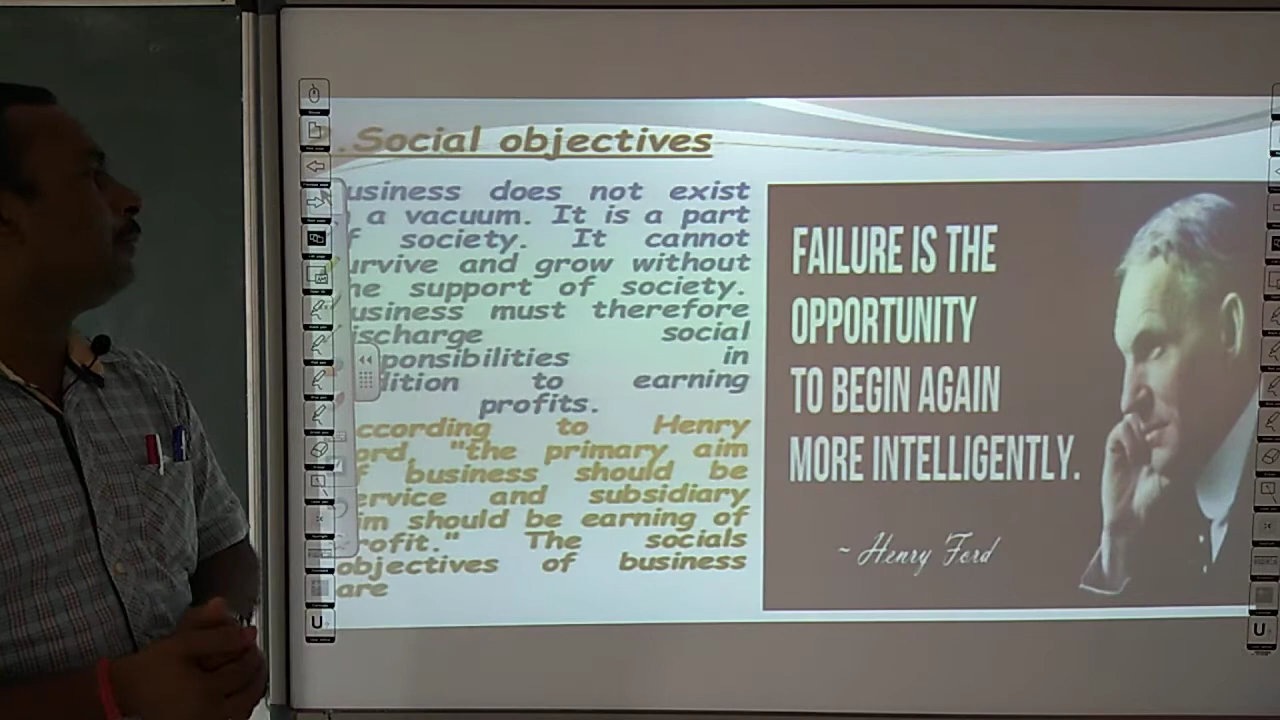 .Social objectives
usiness does not exist
a vacuum. It is a part
f society. It cannot
urvive and grow without
he support of society.
usiness must therefore
ischarge social
ponsibilities in
dition to earning
profits.
ccording to Henry
ord, "the primary aim
f business should be
ervice and subsidiary
im should be earning of
rofit." The socials
objectives of business
are
FAILURE IS THE
OPPORTUNITY
TO BEGIN AGAIN
MORE INTELLIGENTLY.
~ Henry Ford